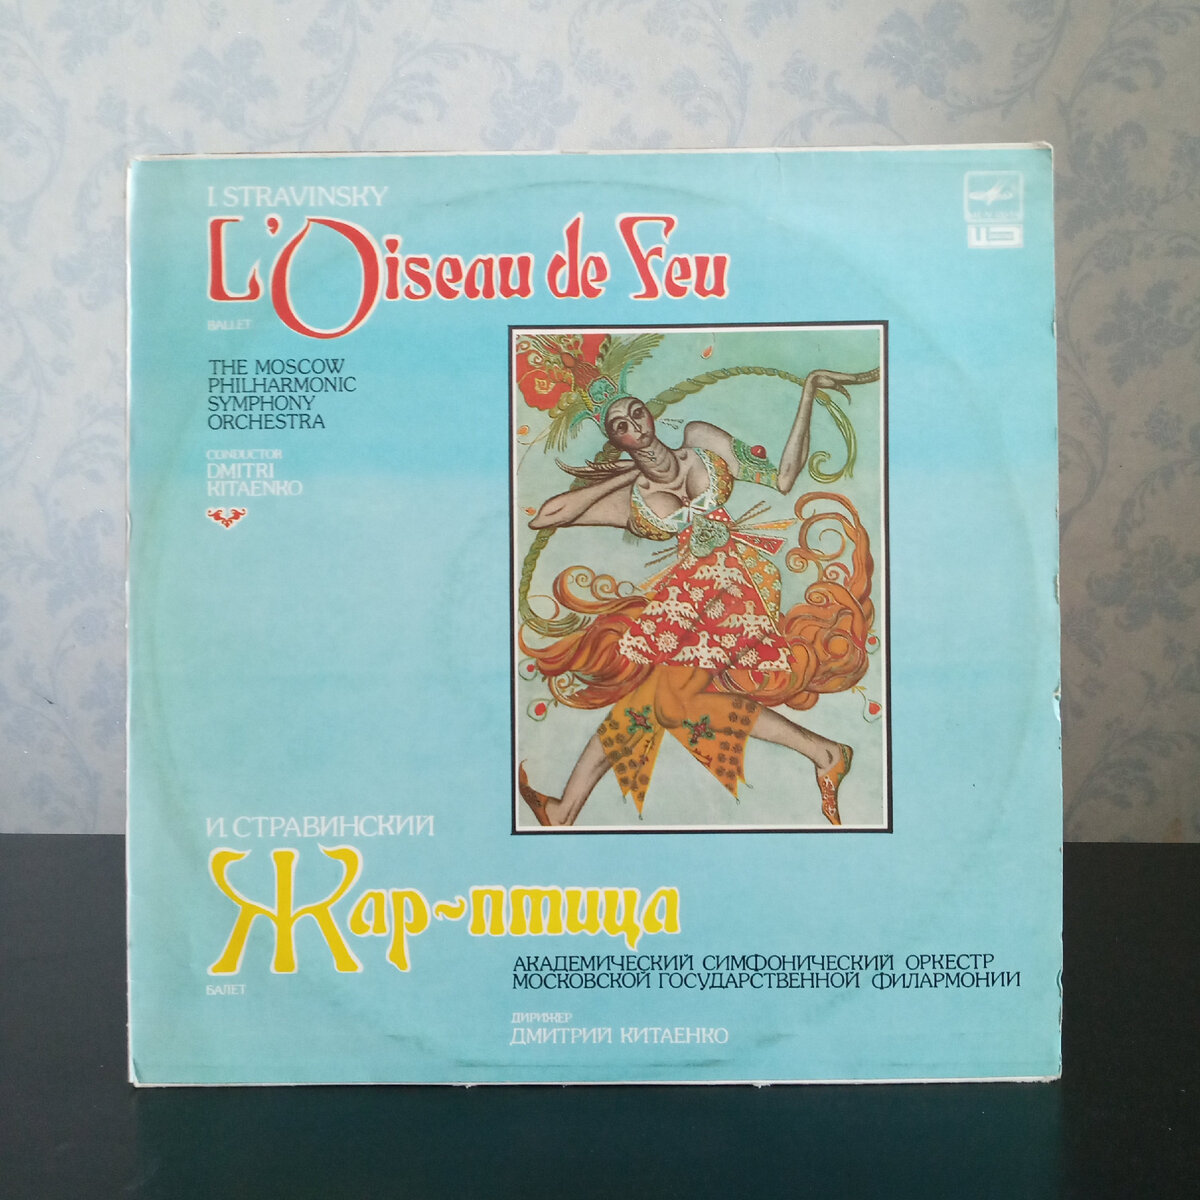 I. STRAVINSKY
L'Oiseau de Feu
BALLET
THE MOSCOW
PHILHARMONIC
SYMPHONY
ORCHESTRA
CONDUCTOR
DMITRI
KITAENKO
И. СТРАВИНСКИЙ
Жар~птица
БАЛЕТ
АКАДЕМИЧЕСКИЙ СИМФОНИЧЕСКИЙ ОРКЕСТР
МОСКОВСКОЙ ГОСУДАРСТВЕННОЙ ФИЛАРМОНИИ
ДИРИЖЕР
ДМИТРИЙ КИТАЕНКО